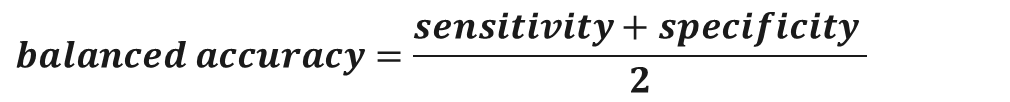 balanced accuracy = sensitivity + specificity
2